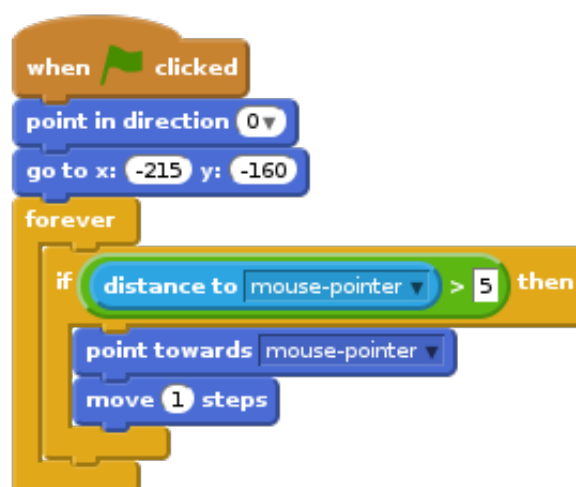 when clicked
point in direction 0
go to x: -215 y: -160
forever
if distance to mouse-pointer > 5 then
point towards mouse-pointer
move 1 steps